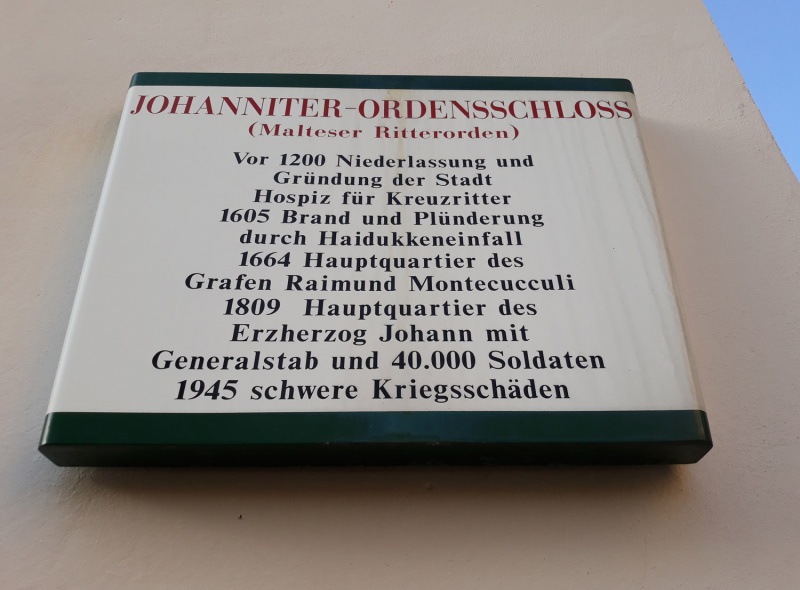 JOHANNITER-ORDENSSCHLOSS
(Malteser Ritterorden)
Vor 1200 Niederlassung und
Gründung der Stadt
Hospiz für Kreuzritter
1605 Brand und Plünderung
durch Haidukkeneinfall
1664 Hauptquartier des
Grafen Raimund Montecucculi
1809 Hauptquartier des
Erzherzog Johann mit
Generalstab und 40.000 Soldaten
1945 schwere Kriegsschäden